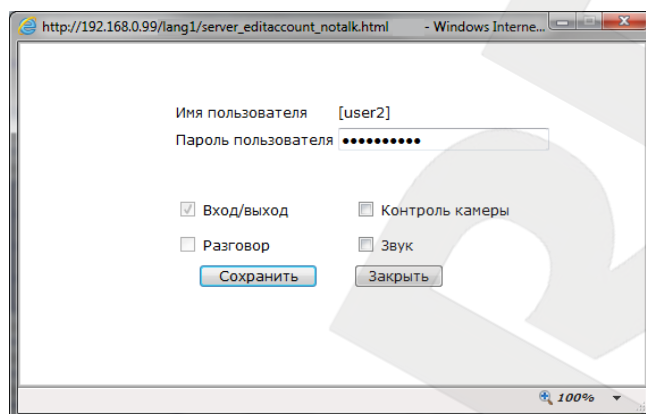 http://192.168.0.99/lang1/server_editaccount_notalk.html - Windows Interne...
Имя пользователя [user2]
Пароль пользователя ••••••••••
Вход/выход Контроль камеры
Разговор Звук
Сохранить Закрыть
100%